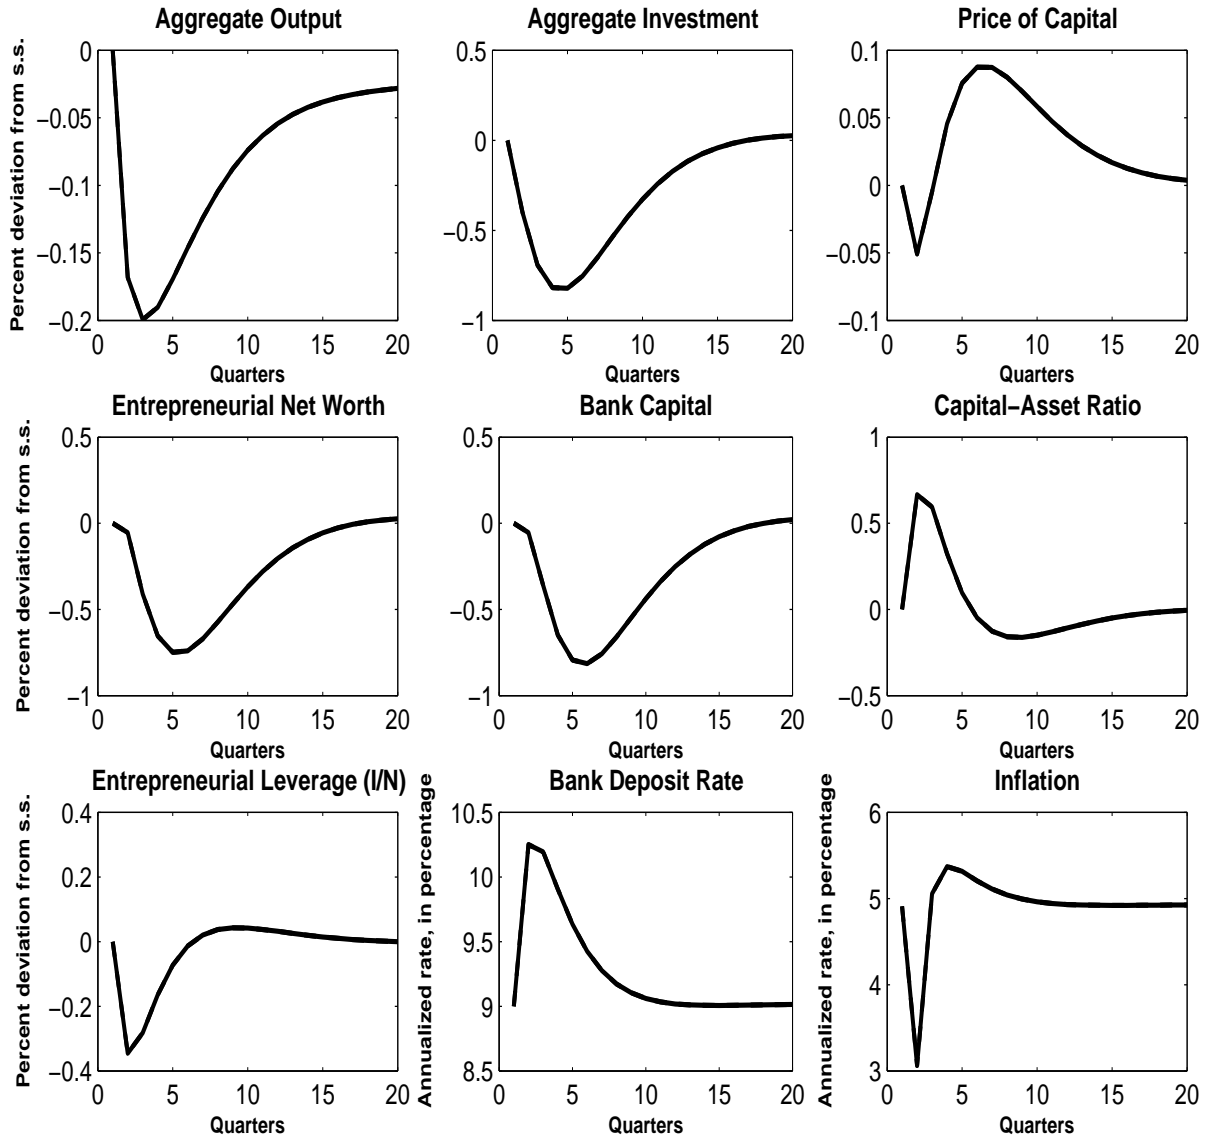 Aggregate Output
Aggregate Investment
Price of Capital
Percent deviation from s.s.
0
−0.05
−0.1
−0.15
−0.2
0 5 10 15 20
Quarters
0.5
0
−0.5
−1
0 5 10 15 20
Quarters
0.1
0.05
0
−0.05
−0.1
0 5 10 15 20
Quarters
Entrepreneurial Net Worth
Bank Capital
Capital−Asset Ratio
Percent deviation from s.s.
0.5
0
−0.5
−1
0 5 10 15 20
Quarters
0.5
0
−0.5
−1
0 5 10 15 20
Quarters
1
0.5
0
−0.5
0 5 10 15 20
Quarters
Entrepreneurial Leverage (I/N)
Bank Deposit Rate
Inflation
Percent deviation from s.s.
0.4
0.2
0
−0.2
−0.4
0 5 10 15 20
Quarters
Annualized rate, in percentage
10.5
10
9.5
9
8.5
0 5 10 15 20
Quarters
Annualized rate, in percentage
6
5
4
3
0 5 10 15 20
Quarters